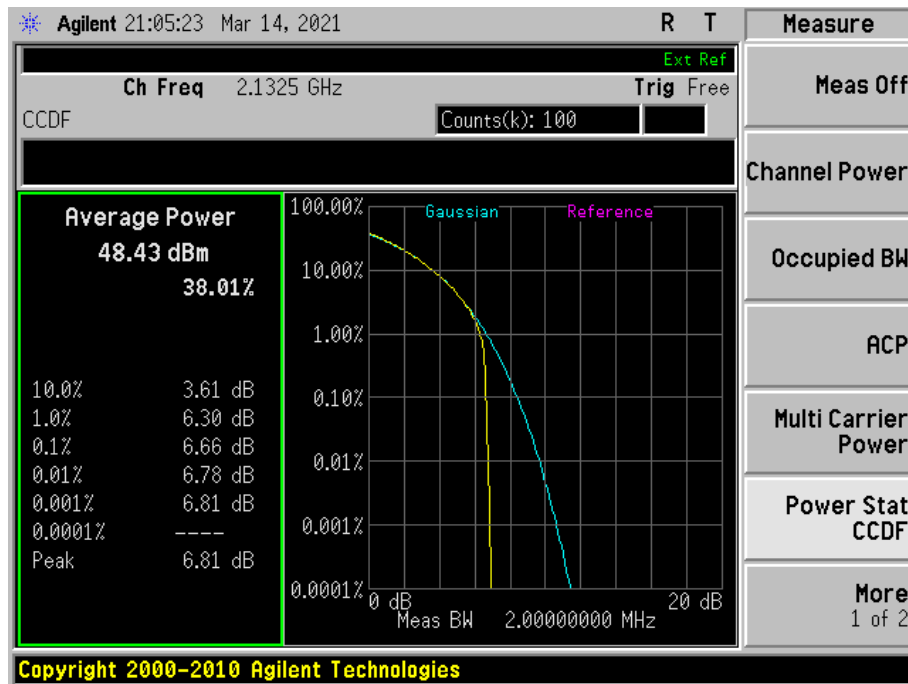 Agilent 21:05:23 Mar 14, 2021 R T
Ext Ref
Ch Freq 2.1325 GHz Trig Free
CCDF Counts(k): 100
Average Power
48.43 dBm
38.01%
10.0% 3.61 dB
1.0% 6.30 dB
0.1% 6.66 dB
0.01% 6.78 dB
0.001% 6.81 dB
0.0001% ----
Peak 6.81 dB
Gaussian Reference
100.00%
10.00%
1.00%
0.10%
0.01%
0.001%
0.0001%
0 dB 20 dB
Meas BW 2.00000000 MHz
Measure
Meas Off
Channel Power
Occupied BW
ACP
Multi Carrier
Power
Power Stat
CCDF
More
1 of 2
Copyright 2000-2010 Agilent Technologies